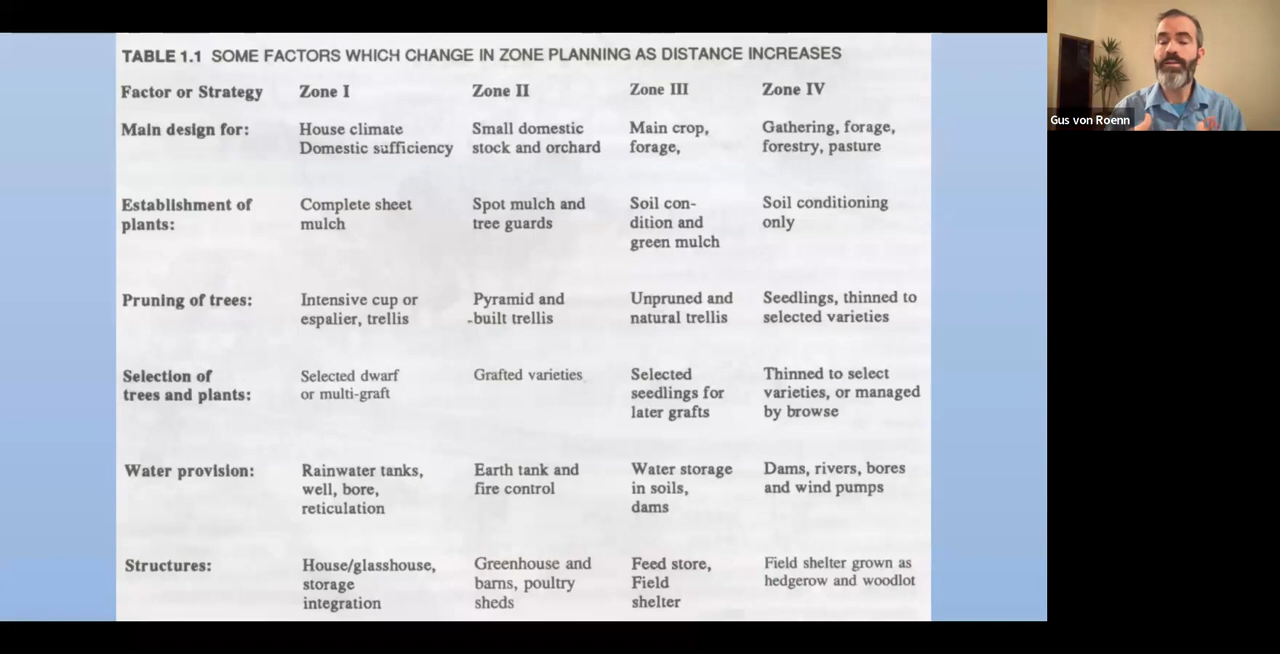 TABLE 1.1 SOME FACTORS WHICH CHANGE IN ZONE PLANNING AS DISTANCE INCREASES
Factor or Strategy Zone I Zone II Zone III Zone IV
Main design for: House climate Small domestic Main crop, Gathering, forage,
Domestic sufficiency stock and orchard forage, forestry, pasture
Establishment of Complete sheet Spot mulch and Soil con- Soil conditioning
plants: mulch tree guards dition and only
green mulch
Pruning of trees: Intensive cup or Pyramid and Unpruned and Seedlings, thinned to
espalier, trellis -built trellis natural trellis selected varieties
Selection of Selected dwarf Grafted varieties Selected Thinned to select
trees and plants: or multi-graft seedlings for varieties, or managed
later grafts by browse
Water provision: Rainwater tanks, Earth tank and Water storage Dams, rivers, bores
well, bore, fire control in soils, and wind pumps
reticulation dams
Structures: House/glasshouse, Greenhouse and Feed store, Field shelter grown as
storage barns, poultry Field hedgerow and woodlot
integration sheds shelter
Gus von Roenn